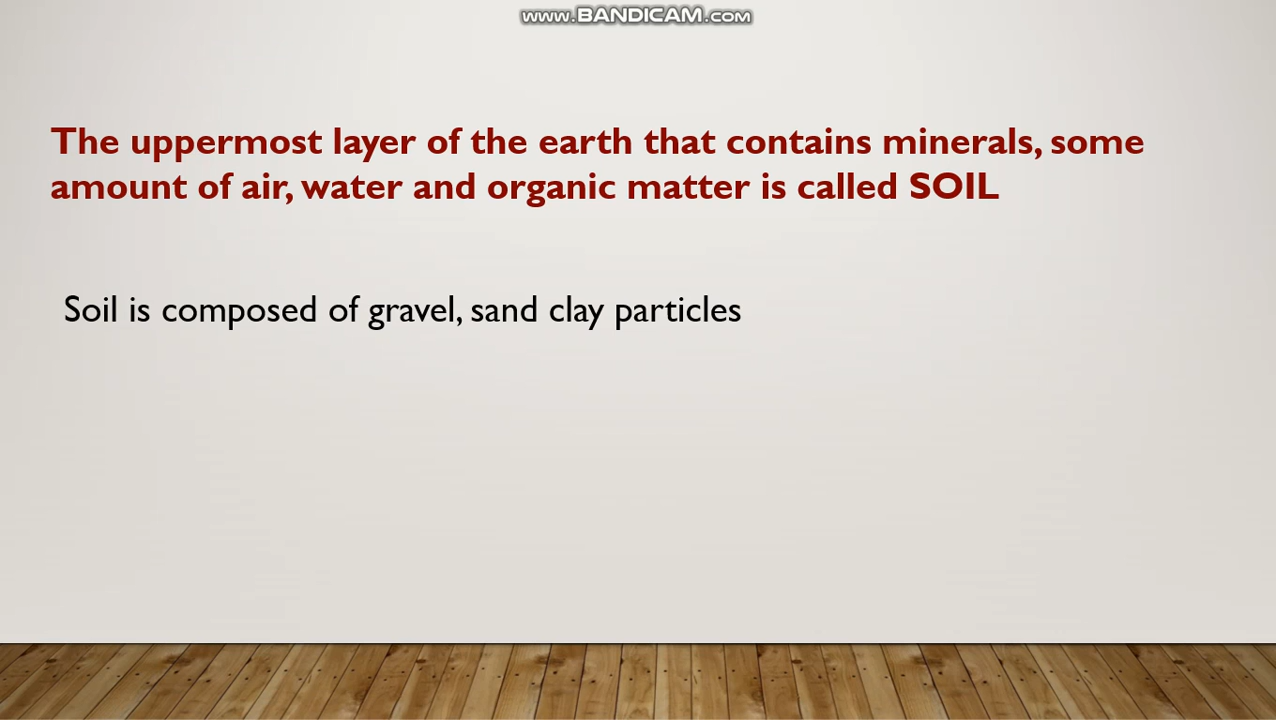 www.BANDICAM.com
The uppermost layer of the earth that contains minerals, some
amount of air, water and organic matter is called SOIL
Soil is composed of gravel, sand clay particles